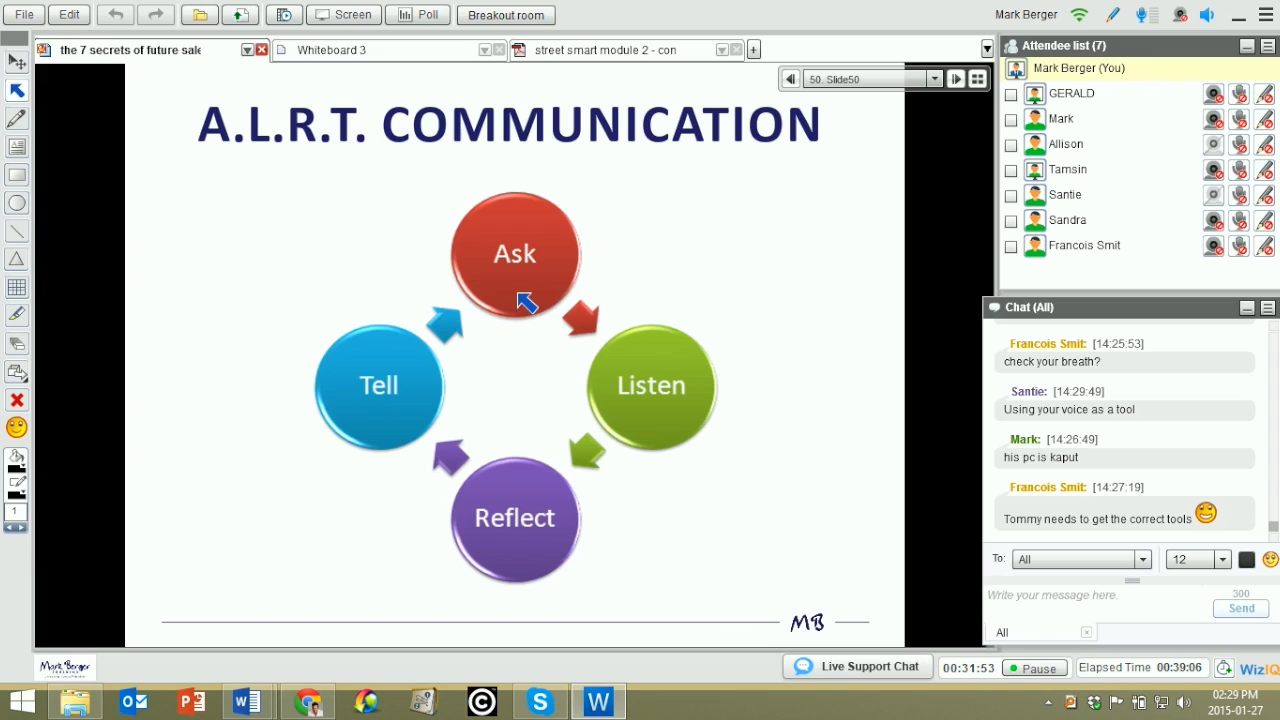 File
Edit
Screen
Poll
Breakout room
Mark Berger
the 7 secrets of future sale
Whiteboard 3
street smart module 2 - con
50. Slide50
A.L.R.T. COMMUNICATION
Ask
Listen
Reflect
Tell
MB
Attendee list (7)
Mark Berger (You)
GERALD
Mark
Allison
Tamsin
Santie
Sandra
Francois Smit
Chat (All)
Francois Smit: [14:25:53]
check your breath?
Santie: [14:29:49]
Using your voice as a tool
Mark: [14:26:49]
his pc is kaput
Francois Smit: [14:27:19]
Tommy needs to get the correct tools
To: All 12
Write your message here. 300
Send
All
1
Mark Berger
Live Support Chat
00:31:53
Pause
Elapsed Time 00:39:06
WizIQ
02:29 PM
2015-01-27